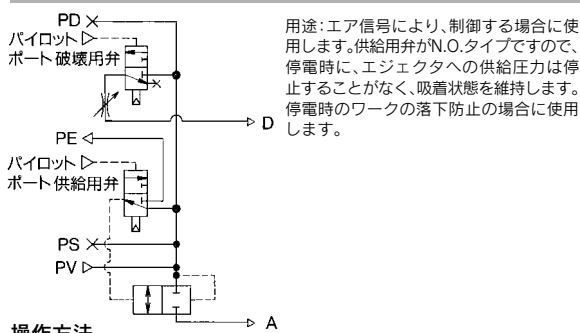 PD
パイロット
ポート 破壊用弁
D
PE
パイロット
ポート 供給用弁
PS
PV
A
用途：エア信号により、制御する場合に使
用します。供給用弁がN.O.タイプですので、
停電時に、エジェクタへの供給圧力は停
止することがなく、吸着状態を維持します。
停電時のワークの落下防止の場合に使用
します。
操作方法